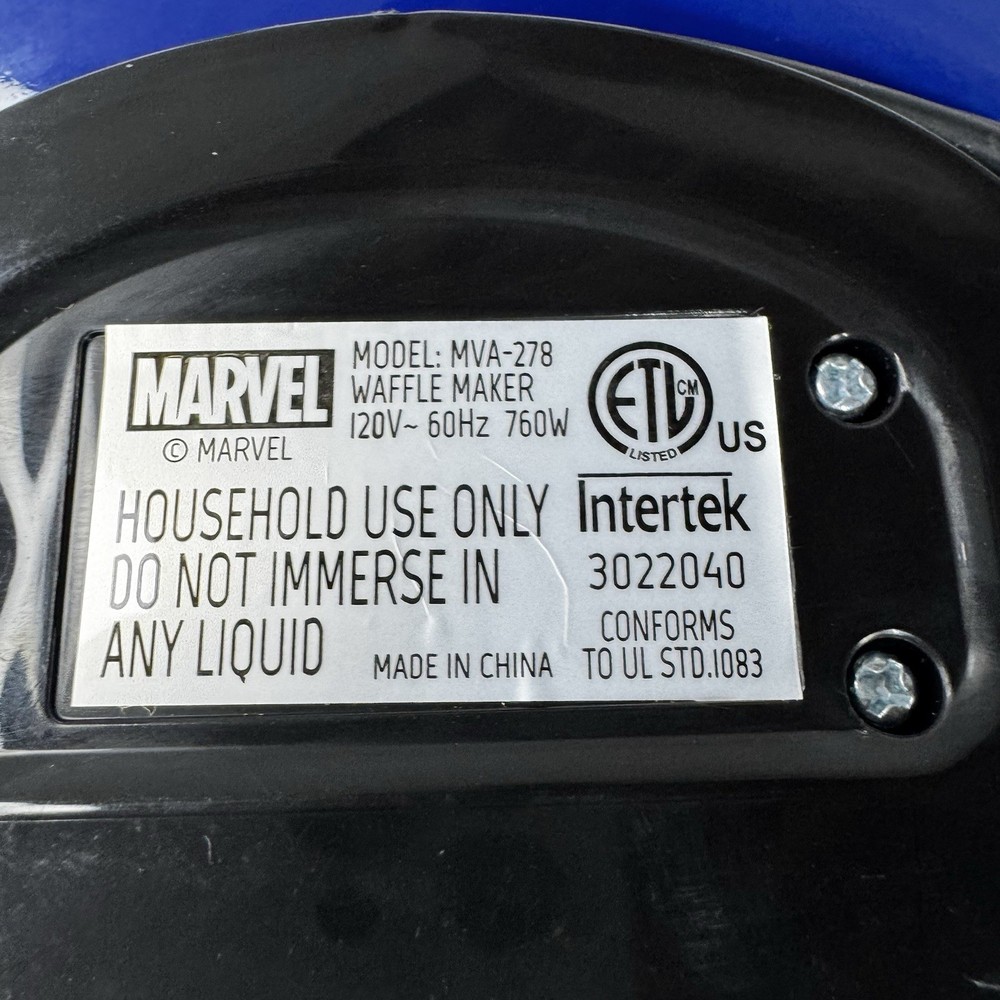 MARVEL
© MARVEL
MODEL: MVA-278
WAFFLE MAKER
120V~ 60Hz 760W
ETL CM
LISTED
US
Intertek
3022040
CONFORMS
TO UL STD.1083
HOUSEHOLD USE ONLY
DO NOT IMMERSE IN
ANY LIQUID
MADE IN CHINA